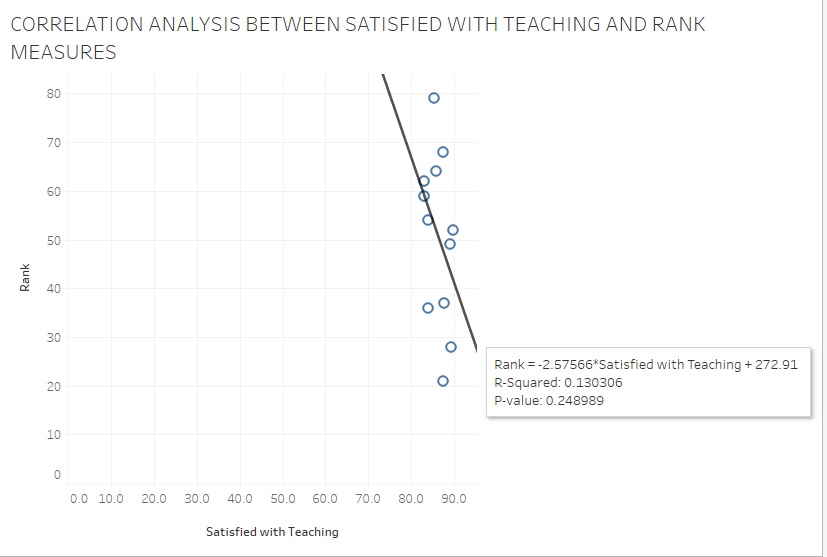 CORRELATION ANALYSIS BETWEEN SATISFIED WITH TEACHING AND RANK
MEASURES
80
70
60
50
40
30
20
10
0
Rank
Rank = -2.57566*Satisfied with Teaching + 272.91
R-Squared: 0.130306
P-value: 0.248989
0.0 10.0 20.0 30.0 40.0 50.0 60.0 70.0 80.0 90.0
Satisfied with Teaching